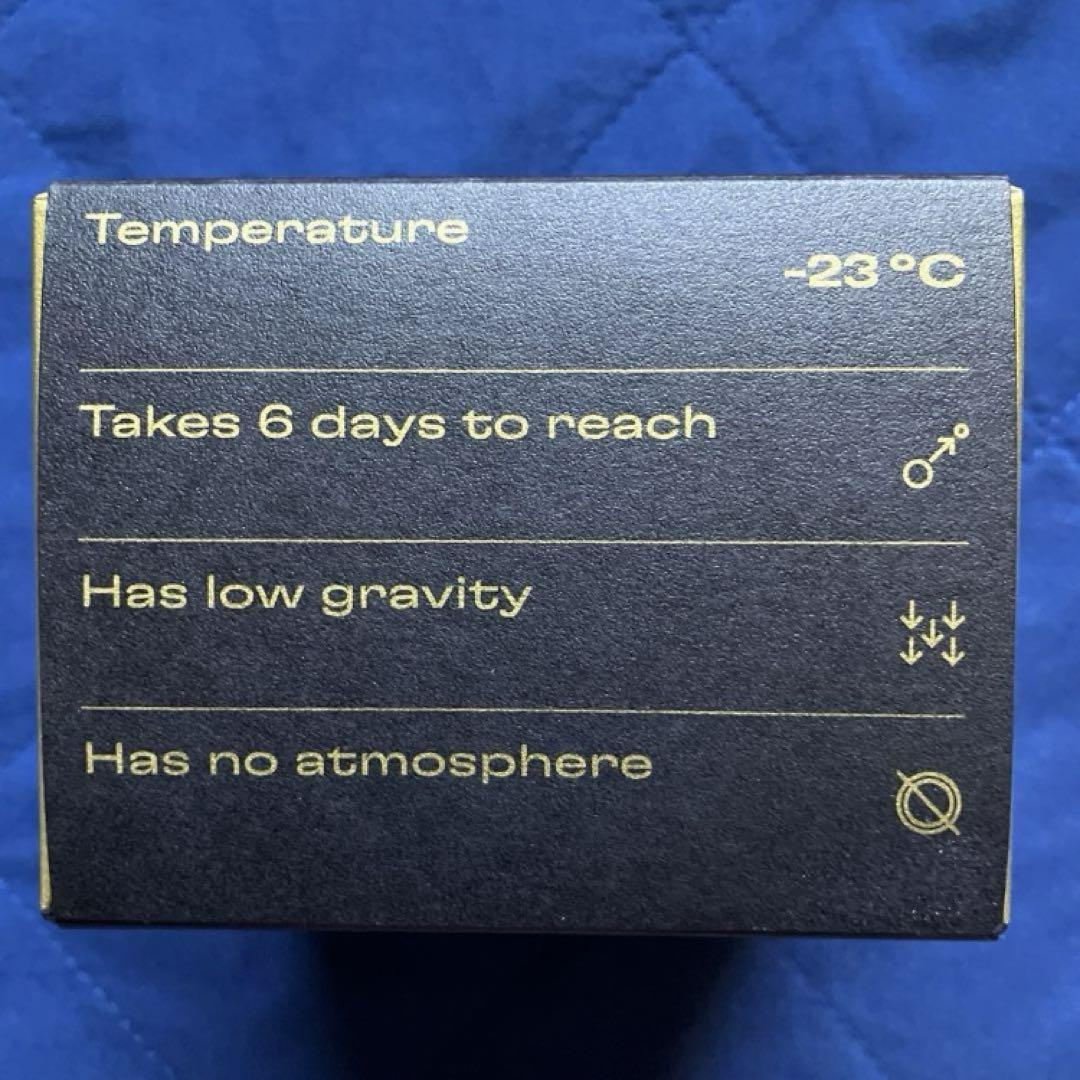 Temperature
-23°C
Takes 6 days to reach
Has low gravity
Has no atmosphere